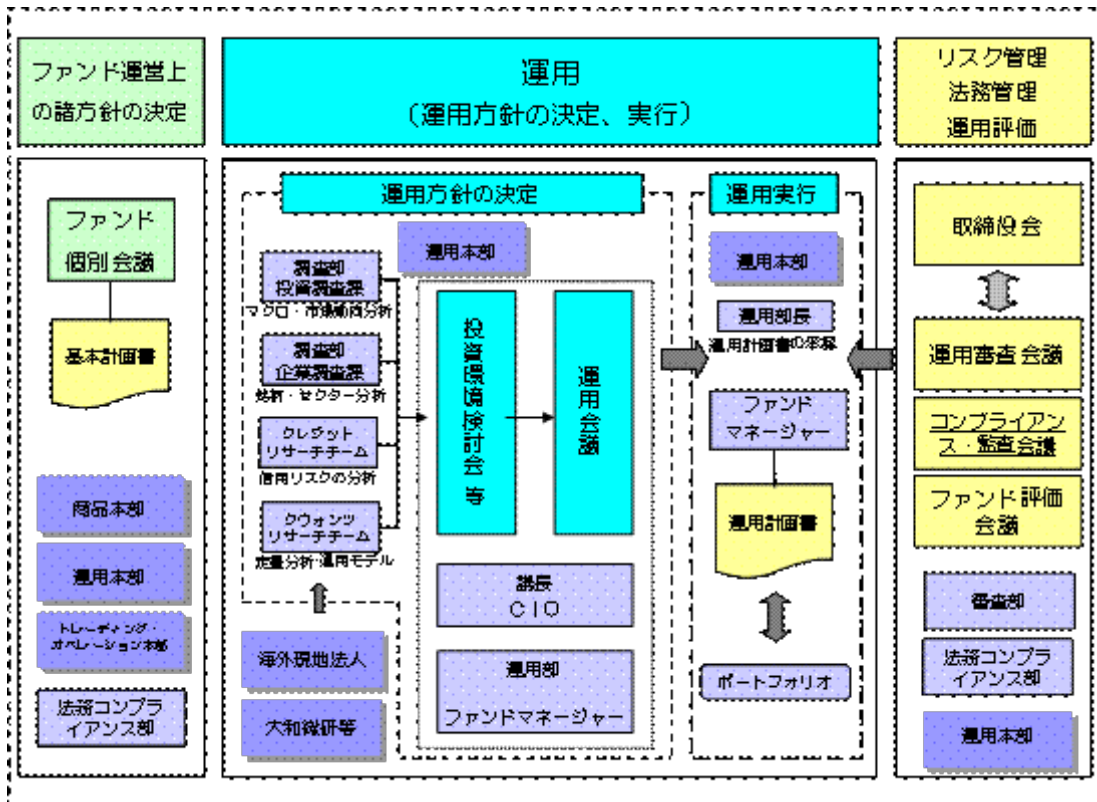 ファンド運営上
の諸方針の決定
ファンド
個別会議
基本計画書
商品本部
運用本部
トレーディング・
オペレーション本部
法務コンプラ
イアンス部
運用
（運用方針の決定、実行）
運用方針の決定
運用本部
調査部
投資調査課
マクロ・市場動向分析
調査部
企業調査課
銘柄・セクター分析
クレジット
リサーチチーム
信用リスクの分析
クウォンツ
リサーチチーム
定量分析・運用モデル
海外現地法人
大和総研等
投資環境検討会 等
運用会議
議長
ＣＩＯ
運用部
ファンドマネージャー
運用実行
運用本部
運用部長
運用計画書の承認
ファンド
マネージャー
運用計画書
ポートフォリオ
リスク管理
法務管理
運用評価
取締役会
運用審査会議
コンプライアン
ス・監査会議
ファンド評価
会議
審査部
法務コンプラ
イアンス部
運用本部